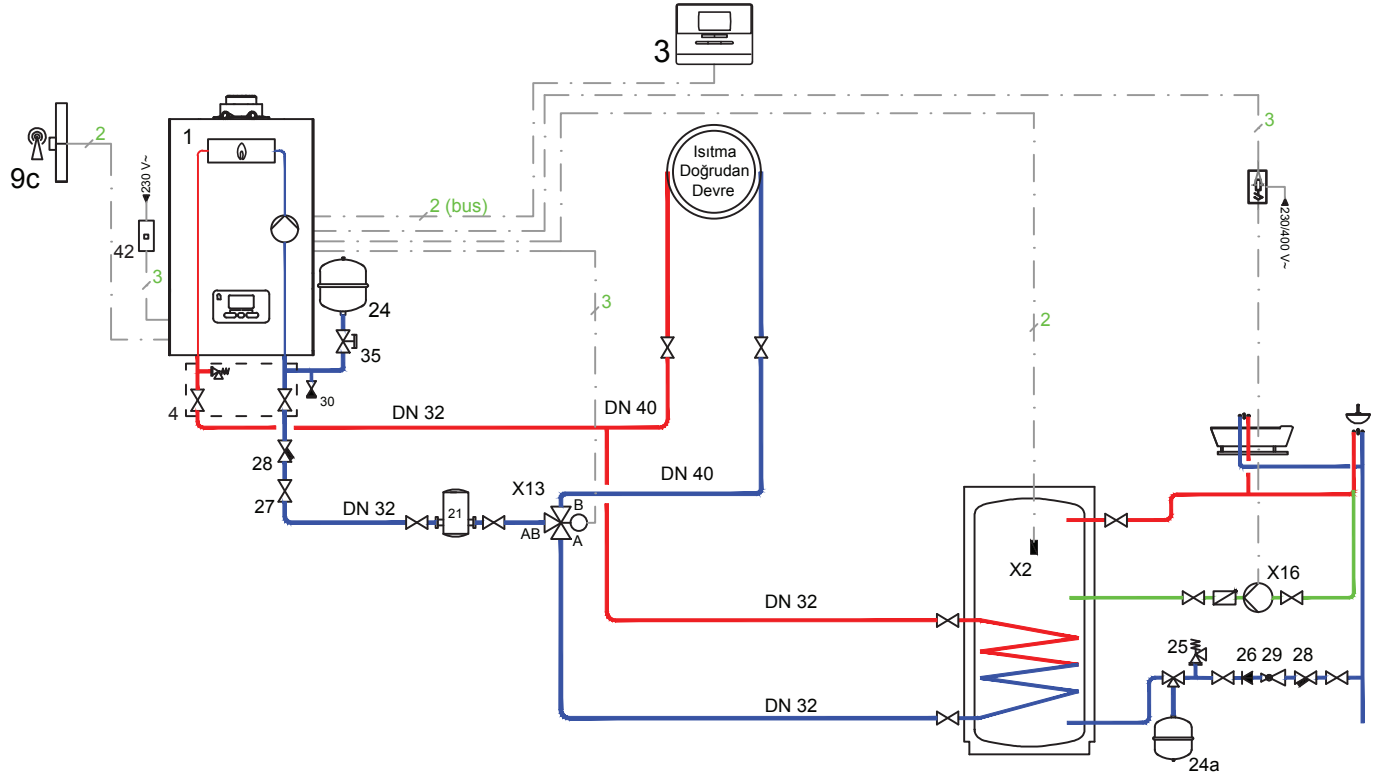 3
1
9c
2
230 V~
42
3
2 (bus)
Isıtma
Doğrudan
Devre
3
230/400 V~
24
35
30
4
3
2
DN 32
DN 40
28
27
DN 32
21
X13
B
AB
A
DN 40
X2
X16
DN 32
25
26
29
28
DN 32
24a